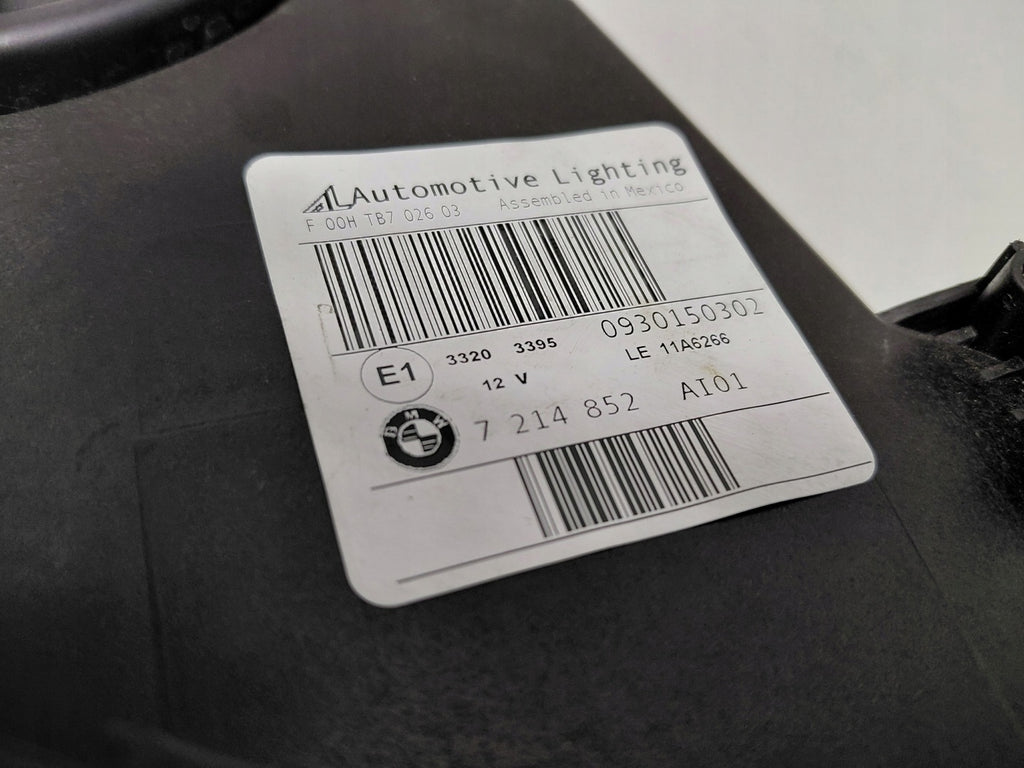 AL Automotive Lighting
F 00H TB7 026 03 Assembled in Mexico
0930150302
E1 3320 3395 LE 11A6266
12 V
BMW 7 214 852 AI01